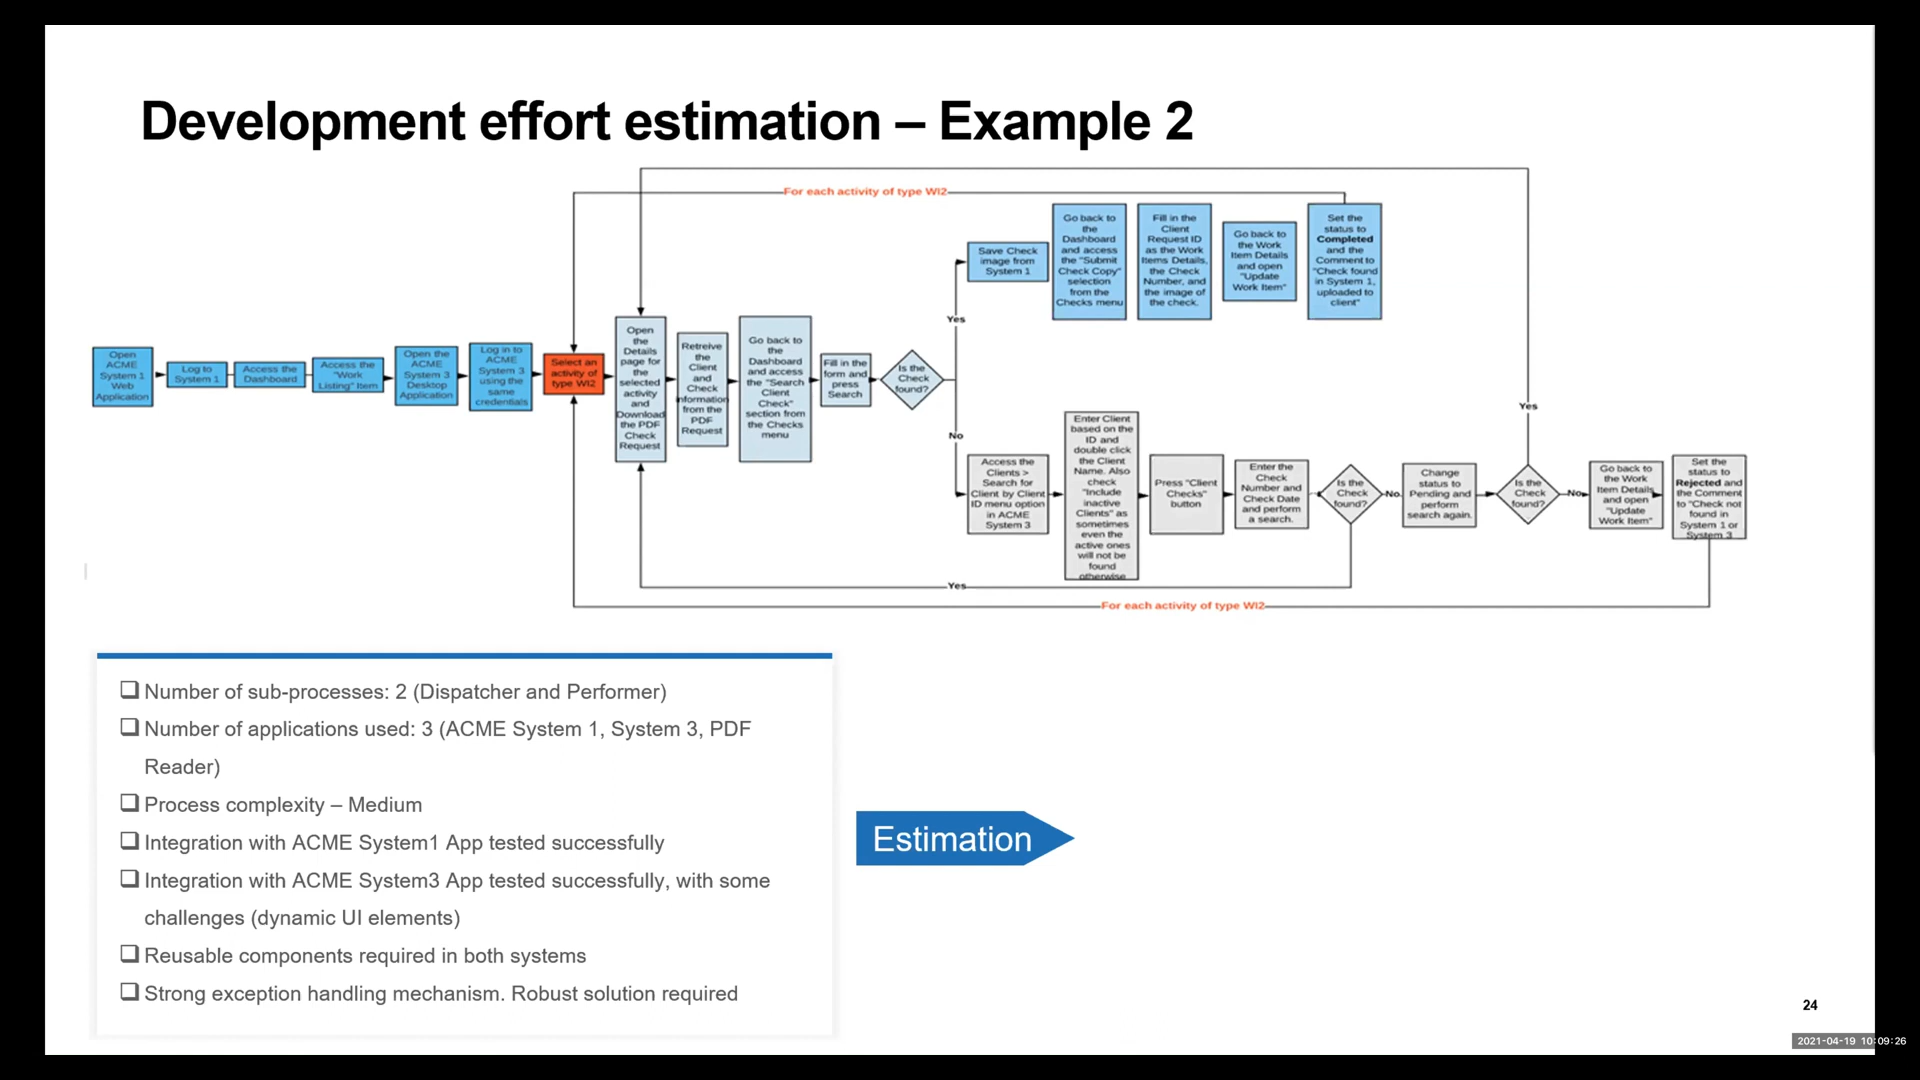 Development effort estimation – Example 2
For each activity of type WI2
Open
ACME
System 1
Web
Application
Log to
System 1
Access the
Dashboard
Access the
"Work
Listing" Item
Open the
ACME
System 3
Desktop
Application
Log in to
ACME
System 3
using the
same
credentials
Select an
activity of
type WI2
Open
the
Details
page for
the
selected
activity
and
Download
the PDF
Check
Request
Retreive
the
Client
and
Check
information
from the
PDF
Request
Go back to
the
Dashboard
and access
the "Search
Client
Check"
section from
the Checks
menu
Fill in the
form and
press
Search
Is the
Check
found?
Yes
Save Check
image from
System 1
Go back to
the
Dashboard
and access
the "Submit
Check Copy"
selection
from the
Checks menu
Fill in the
Client
Request ID
as the Work
Items Details,
the Check
Number, and
the image of
the check.
Go back to
the Work
Item Details
and open
"Update
Work Item"
Set the
status to
Completed
and the
Comment to
"Check found
in System 1,
uploaded to
client"
No
Access the
Clients >
Search for
Client by Client
ID menu option
in ACME
System 3
Enter Client
based on the
ID and
double click
the Client
Name. Also
check
"Include
inactive
Clients" as
sometimes
even the
active ones
will not be
found
otherwise
Press "Client
Checks"
button
Enter the
Check
Number and
Check Date
and perform
a search.
Is the
Check
found?
No
Change
status to
Pending and
perform
search again.
Is the
Check
found?
Yes
No
Go back to
the Work
Item Details
and open
"Update
Work Item"
Set the
status to
Rejected and
the Comment
to "Check not
found in
System 1 or
System 3
Yes
For each activity of type WI2
Number of sub-processes: 2 (Dispatcher and Performer)
Number of applications used: 3 (ACME System 1, System 3, PDF
Reader)
Process complexity – Medium
Integration with ACME System1 App tested successfully
Integration with ACME System3 App tested successfully, with some
challenges (dynamic UI elements)
Reusable components required in both systems
Strong exception handling mechanism. Robust solution required
Estimation
24
2021-04-19 10:09:26